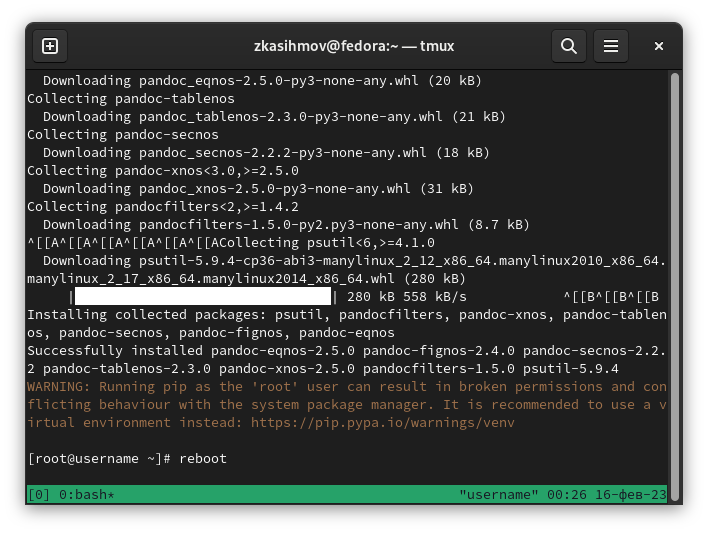 zkasihmov@fedora:~ — tmux
Downloading pandoc_eqnos-2.5.0-py3-none-any.whl (20 kB)
Collecting pandoc-tablenos
Downloading pandoc_tablenos-2.3.0-py3-none-any.whl (21 kB)
Collecting pandoc-secnos
Downloading pandoc_secnos-2.2.2-py3-none-any.whl (18 kB)
Collecting pandoc-xnos<3.0,>=2.5.0
Downloading pandoc_xnos-2.5.0-py3-none-any.whl (31 kB)
Collecting pandocfilters<2,>=1.4.2
Downloading pandocfilters-1.5.0-py2.py3-none-any.whl (8.7 kB)
^[[A^[[A^[[A^[[A^[[A^[[ACollecting psutil<6,>=4.1.0
Downloading psutil-5.9.4-cp36-abi3-manylinux_2_12_x86_64.manylinux2010_x86_64.
manylinux_2_17_x86_64.manylinux2014_x86_64.whl (280 kB)
| | 280 kB 558 kB/s ^[[B^[[B^[[B
Installing collected packages: psutil, pandocfilters, pandoc-xnos, pandoc-tablen
os, pandoc-secnos, pandoc-fignos, pandoc-eqnos
Successfully installed pandoc-eqnos-2.5.0 pandoc-fignos-2.4.0 pandoc-secnos-2.2.
2 pandoc-tablenos-2.3.0 pandoc-xnos-2.5.0 pandocfilters-1.5.0 psutil-5.9.4
WARNING: Running pip as the 'root' user can result in broken permissions and con
flicting behaviour with the system package manager. It is recommended to use a v
irtual environment instead: https://pip.pypa.io/warnings/venv
[root@username ~]# reboot
[0] 0:bash* "username" 00:26 16-фев-23